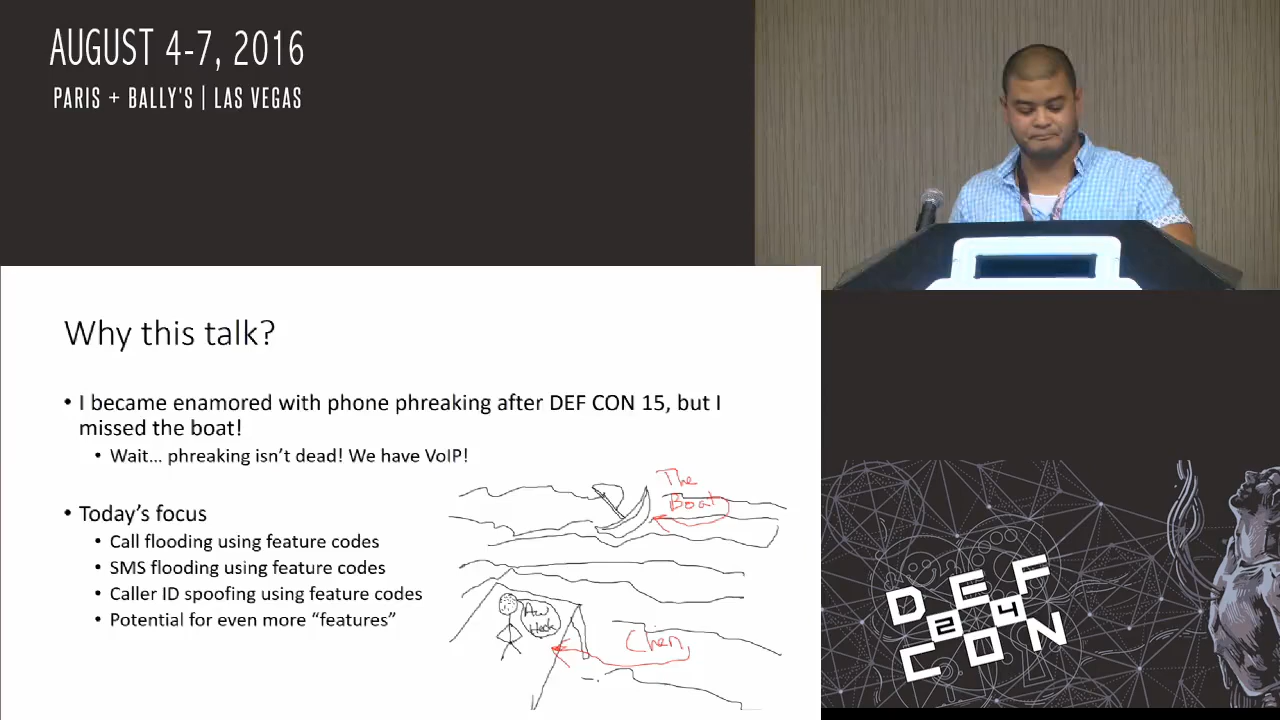 AUGUST 4-7, 2016
PARIS + BALLY'S | LAS VEGAS
Why this talk?
• I became enamored with phone phreaking after DEF CON 15, but I
missed the boat!
• Wait... phreaking isn't dead! We have VoIP!
• Today's focus
• Call flooding using feature codes
• SMS flooding using feature codes
• Caller ID spoofing using feature codes
• Potential for even more “features”
The
Boat
Aw
Heck
Cher
DEF
24
CON